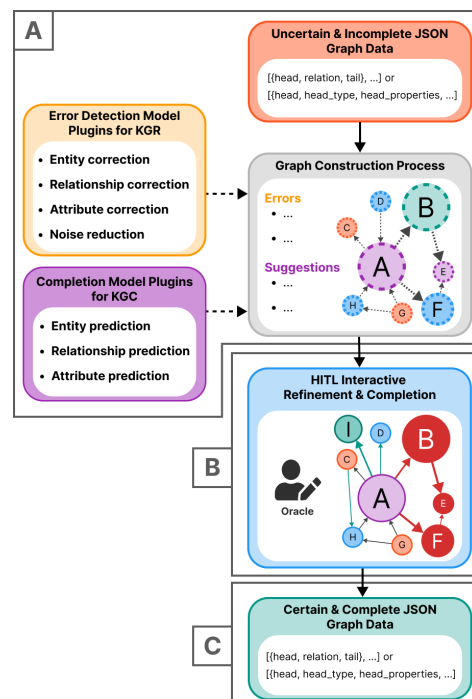 A
Uncertain & Incomplete JSON
Graph Data
[{head, relation, tail}, ...] or
[{head, head_type, head_properties, ...]
Error Detection Model
Plugins for KGR
• Entity correction
• Relationship correction
• Attribute correction
• Noise reduction
Completion Model Plugins
for KGC
• Entity prediction
• Relationship prediction
• Attribute prediction
Graph Construction Process
Errors
• ...
• ...
Suggestions
• ...
• ...
D
B
C
A
E
H
G
F
B
HITL Interactive
Refinement & Completion
Oracle
I
D
B
C
A
E
H
G
F
C
Certain & Complete JSON
Graph Data
[{head, relation, tail}, ...] or
[{head, head_type, head_properties, ...]